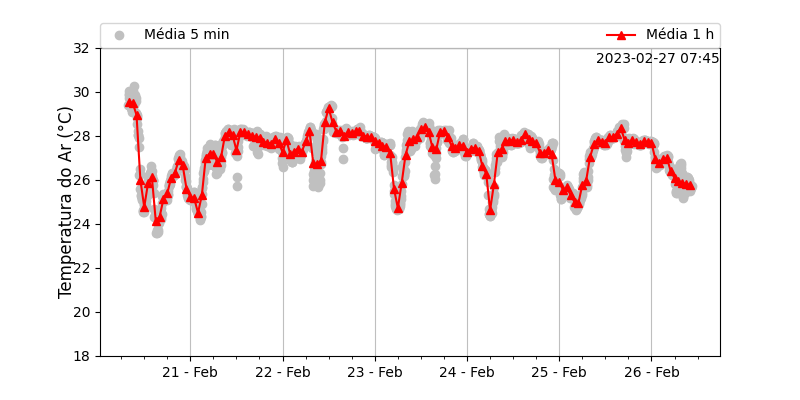 Média 5 min
Média 1 h
2023-02-27 07:45
Temperatura do Ar (°C)
32
30
28
26
24
22
20
18
21 - Feb
22 - Feb
23 - Feb
24 - Feb
25 - Feb
26 - Feb